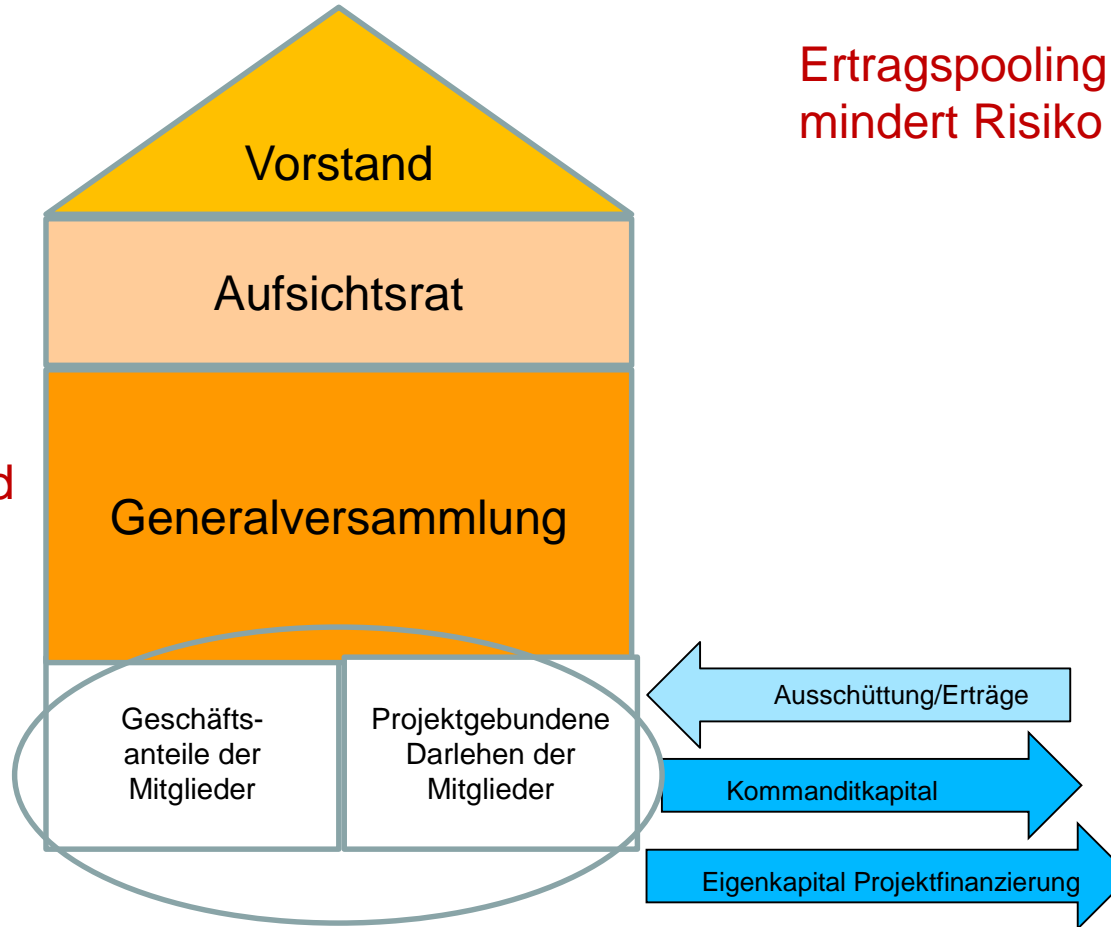 Ertragspooling
mindert Risiko
Vorstand
Aufsichtsrat
Generalversammlung
Geschäfts-
anteile der
Mitglieder
Projektgebundene
Darlehen der
Mitglieder
Ausschüttung/Erträge
Kommanditkapital
Eigenkapital Projektfinanzierung